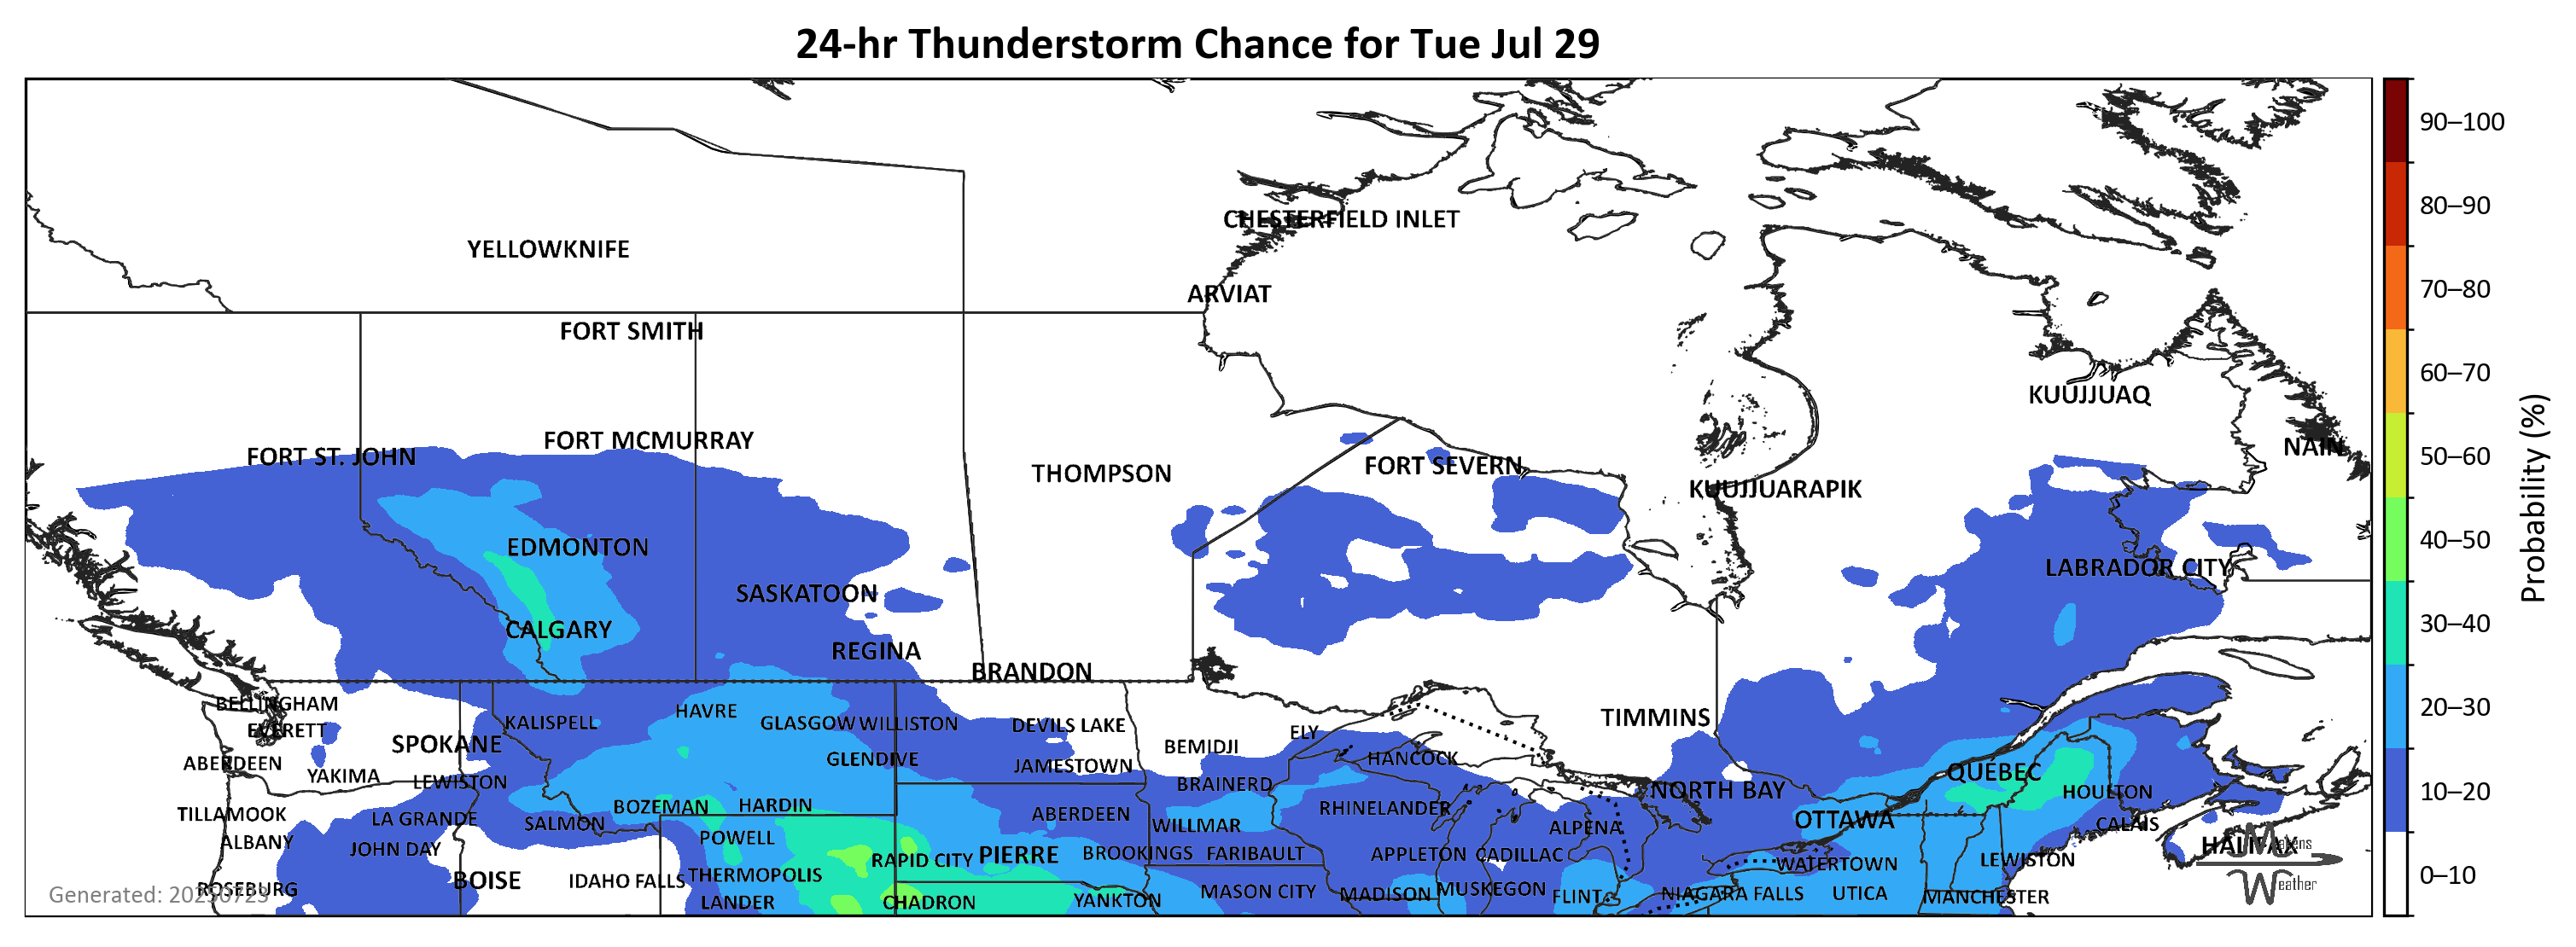 24-hr Thunderstorm Chance for Tue Jul 29
90–100
80–90
CHESTERFIELD INLET
YELLOWKNIFE
70–80
ARVIAT
FORT SMITH
60–70
KUUJJUAQ
FORT MCMURRAY
NAIN
FORT ST. JOHN
50–60
FORT SEVERN
THOMPSON
KUUJJUARAPIK
Probability (%)
40–50
EDMONTON
LABRADOR CITY
SASKATOON
30–40
CALGARY
REGINA
BRANDON
BELLINGHAM
20–30
HAVRE
TIMMINS
KALISPELL
GLASGOW WILLISTON
DEVILS LAKE
EVERETT
ELY
SPOKANE
BEMIDJI
HANCOCK
GLENDIVE
ABERDEEN
JAMESTOWN
QUÉBEC
YAKIMA
LEWISTON
BRAINERD
NORTH BAY
HOULTON
10–20
BOZEMAN
HARDIN
RHINELANDER
TILLAMOOK
ABERDEEN
LA GRANDE
SALMON
WILLMAR
ALPENA
OTTAWA
CALAIS
POWELL
ALBANY
JOHN DAY
HALIFAX
Matens
Weather
RAPID CITY
PIERRE
BROOKINGS
FARIBAULT
APPLETON
CADILLAC
WATERTOWN
LEWISTON
THERMOPOLIS
0–10
BOISE
IDAHO FALLS
ROSEBURG
MASON CITY
MADISON
MUSKEGON
NIAGARA FALLS
UTICA
Generated: 20250723
LANDER
CHADRON
YANKTON
FLINT
MANCHESTER